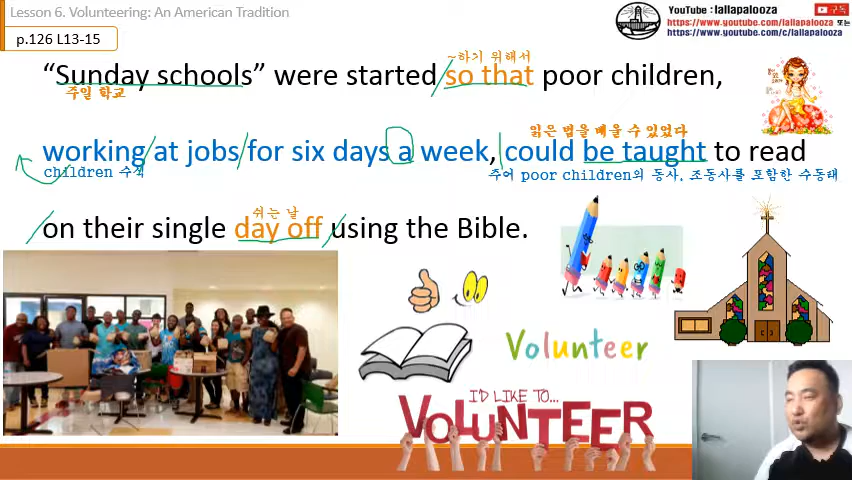 Lesson 6. Volunteering: An American Tradition
p.126 L13-15
YouTube : lallapalooza
구독
https://www.youtube.com/lallapalooza 또는
https://www.youtube.com/c/lallapalooza
~하기 위해서
“Sunday schools” were started so that poor children,
주일 학교
읽은 법을 배울 수 있었다
working at jobs for six days a week, could be taught to read
children 수식
주어 poor children의 동사, 조동사를 포함한 수동태
쉬는 날
on their single day off using the Bible.
Volunteer
I'D LIKE TO...
VOLUNTEER